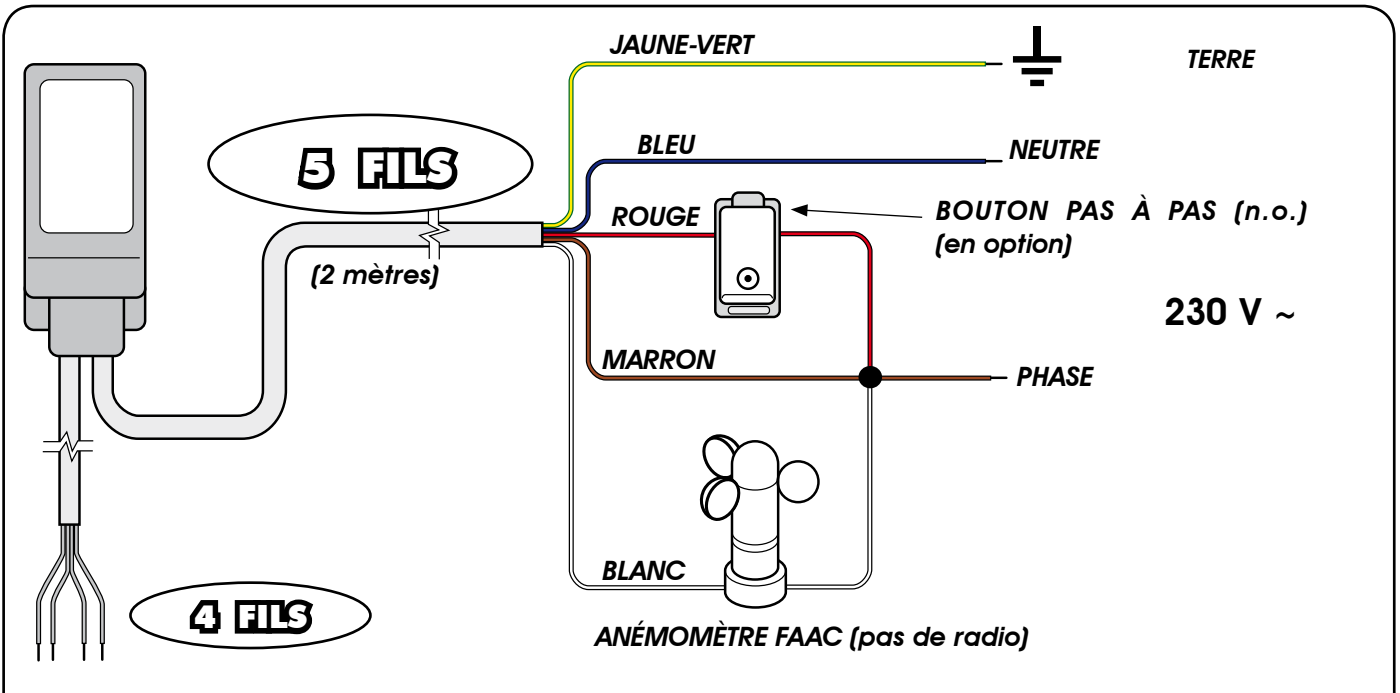 JAUNE-VERT
TERRE
5 FILS
BLEU
NEUTRE
ROUGE
BOUTON PAS À PAS (n.o.)
(en option)
(2 mètres)
230 V ~
MARRON
PHASE
BLANC
4 FILS
ANÉMOMÈTRE FAAC (pas de radio)